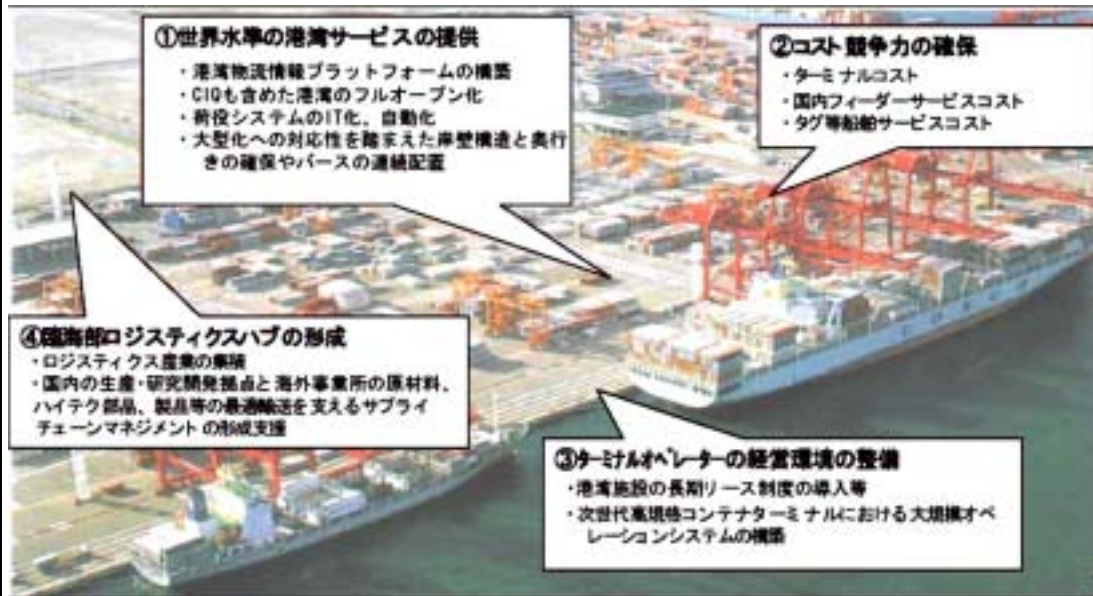 ①世界水準の港湾サービスの提供
・港湾物流情報プラットフォームの構築
・CIQも含めた港湾のフルオープン化
・荷役システムのIT化、自動化
・大型化への対応性を踏まえた岸壁構造と奥行
きの確保やバースの連続配置
②コスト競争力の確保
・ターミナルコスト
・国内フィーダーサービスコスト
・タグ等船舶サービスコスト
③ターミナルオペレーターの経営環境の整備
・港湾施設の長期リース制度の導入等
・次世代高規格コンテナターミナルにおける大規模オペ
レーションシステムの構築
④臨海部ロジスティクスハブの形成
・ロジスティクス産業の集積
・国内の生産・研究開発拠点と海外事業所の原材料、
ハイテク部品、製品等の最適輸送を支えるサプライ
チェーンマネジメントの形成支援